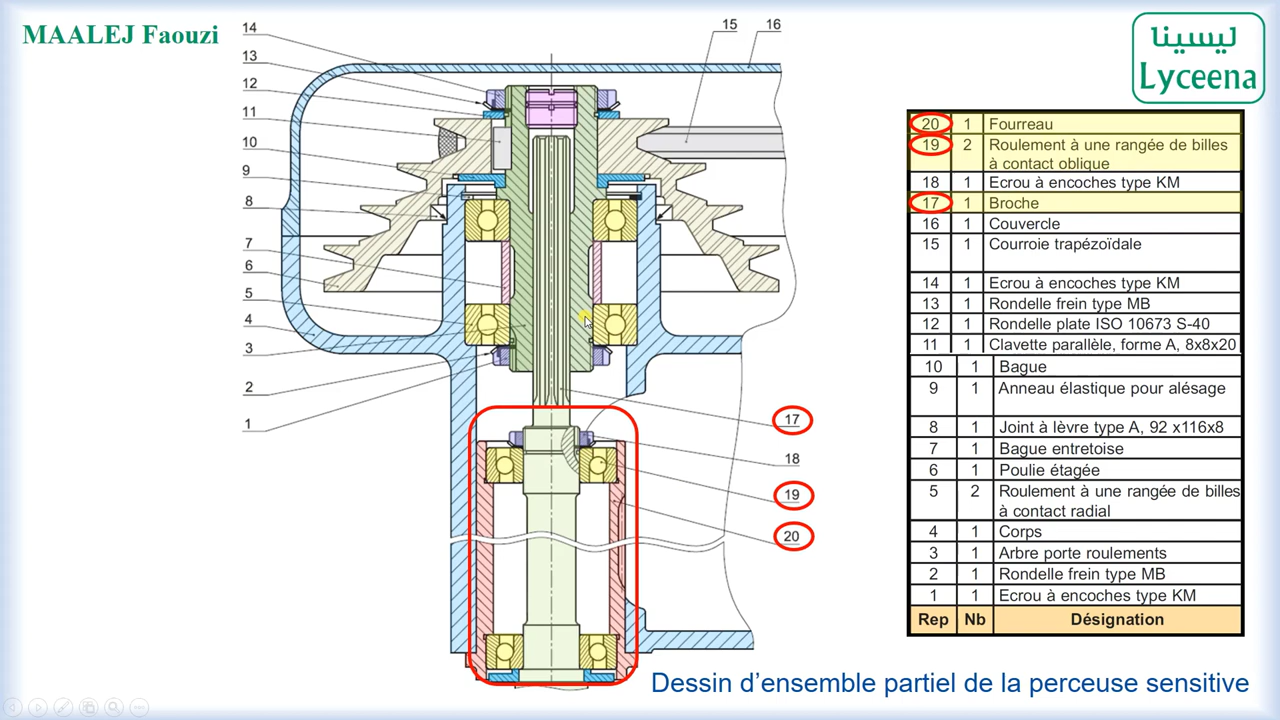 MAALEJ Faouzi
ليسينا
Lyceena
14
13
12
11
10
9
8
7
6
5
4
3
2
1
15
16
17
18
19
20
20 1 Fourreau
19 2 Roulement à une rangée de billes
à contact oblique
18 1 Ecrou à encoches type KM
17 1 Broche
16 1 Couvercle
15 1 Courroie trapézoïdale
14 1 Ecrou à encoches type KM
13 1 Rondelle frein type MB
12 1 Rondelle plate ISO 10673 S-40
11 1 Clavette parallèle, forme A, 8x8x20
10 1 Bague
9 1 Anneau élastique pour alésage
8 1 Joint à lèvre type A, 92 x116x8
7 1 Bague entretoise
6 1 Poulie étagée
5 2 Roulement à une rangée de billes
à contact radial
4 1 Corps
3 1 Arbre porte roulements
2 1 Rondelle frein type MB
1 1 Ecrou à encoches type KM
Rep Nb Désignation
Dessin d’ensemble partiel de la perceuse sensitive